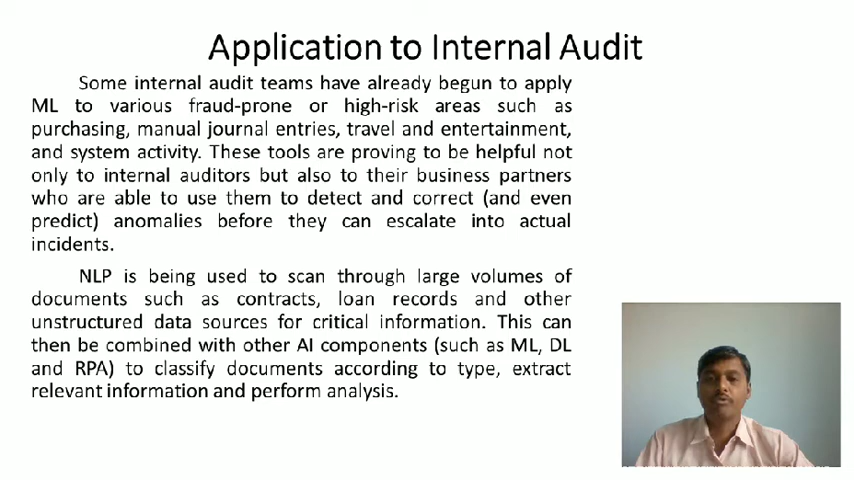 Application to Internal Audit
Some internal audit teams have already begun to apply
ML to various fraud-prone or high-risk areas such as
purchasing, manual journal entries, travel and entertainment,
and system activity. These tools are proving to be helpful not
only to internal auditors but also to their business partners
who are able to use them to detect and correct (and even
predict) anomalies before they can escalate into actual
incidents.
NLP is being used to scan through large volumes of
documents such as contracts, loan records and other
unstructured data sources for critical information. This can
then be combined with other AI components (such as ML, DL
and RPA) to classify documents according to type, extract
relevant information and perform analysis.